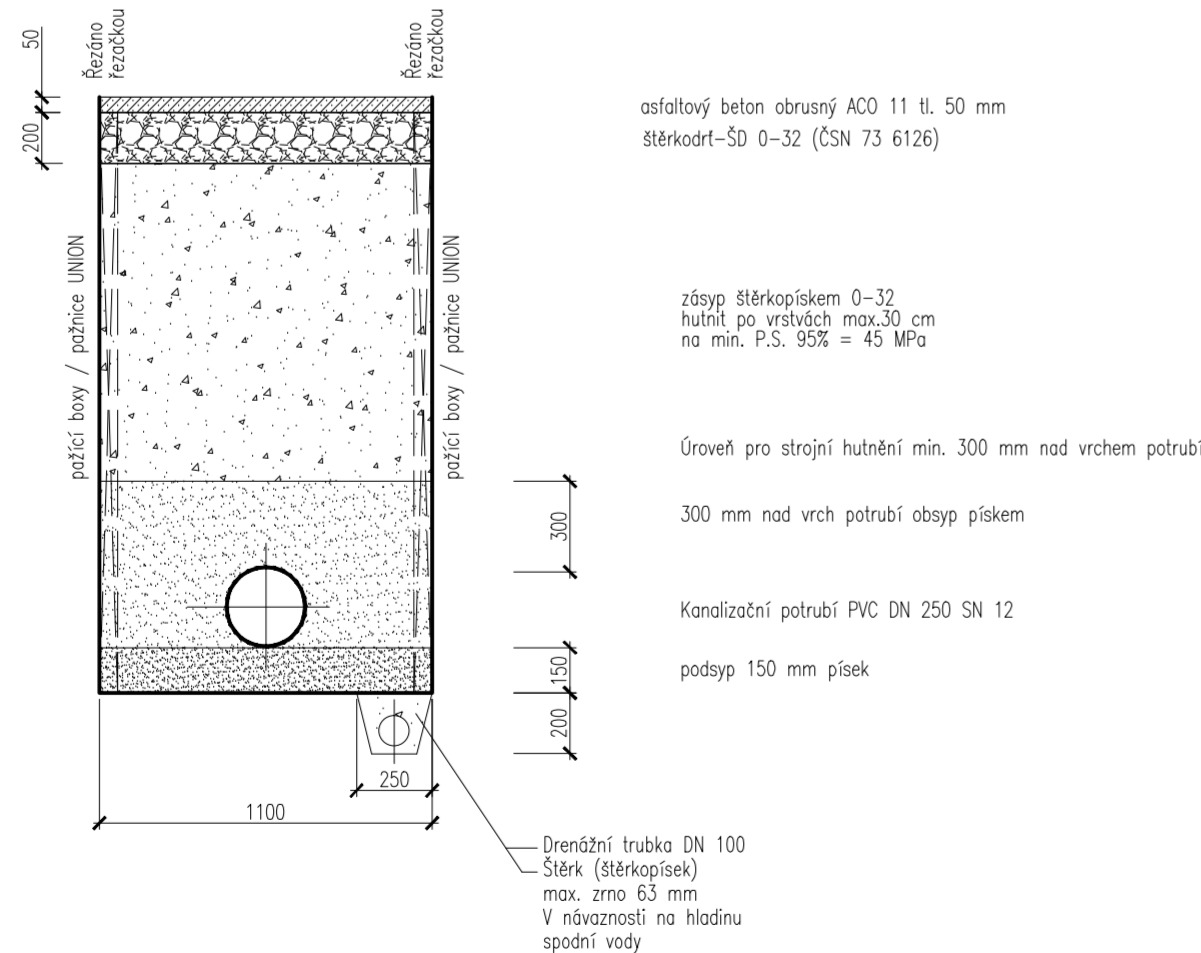 50
200
Řezáno
řezačkou
Řezáno
řezačkou
asfaltový beton obrusný ACO 11 tl. 50 mm
štěrkodrť-ŠD 0-32 (ČSN 73 6126)
pažící boxy / pažnice UNION
pažící boxy / pažnice UNION
zásyp štěrkopískem 0-32
hutnit po vrstvách max.30 cm
na min. P.S. 95% = 45 MPa
Úroveň pro strojní hutnění min. 300 mm nad vrchem potrubí
300
300 mm nad vrch potrubí obsyp pískem
Kanalizační potrubí PVC DN 250 SN 12
150
podsyp 150 mm písek
200
250
1100
Drenážní trubka DN 100
Štěrk (štěrkopísek)
max. zrno 63 mm
V návaznosti na hladinu
spodní vody